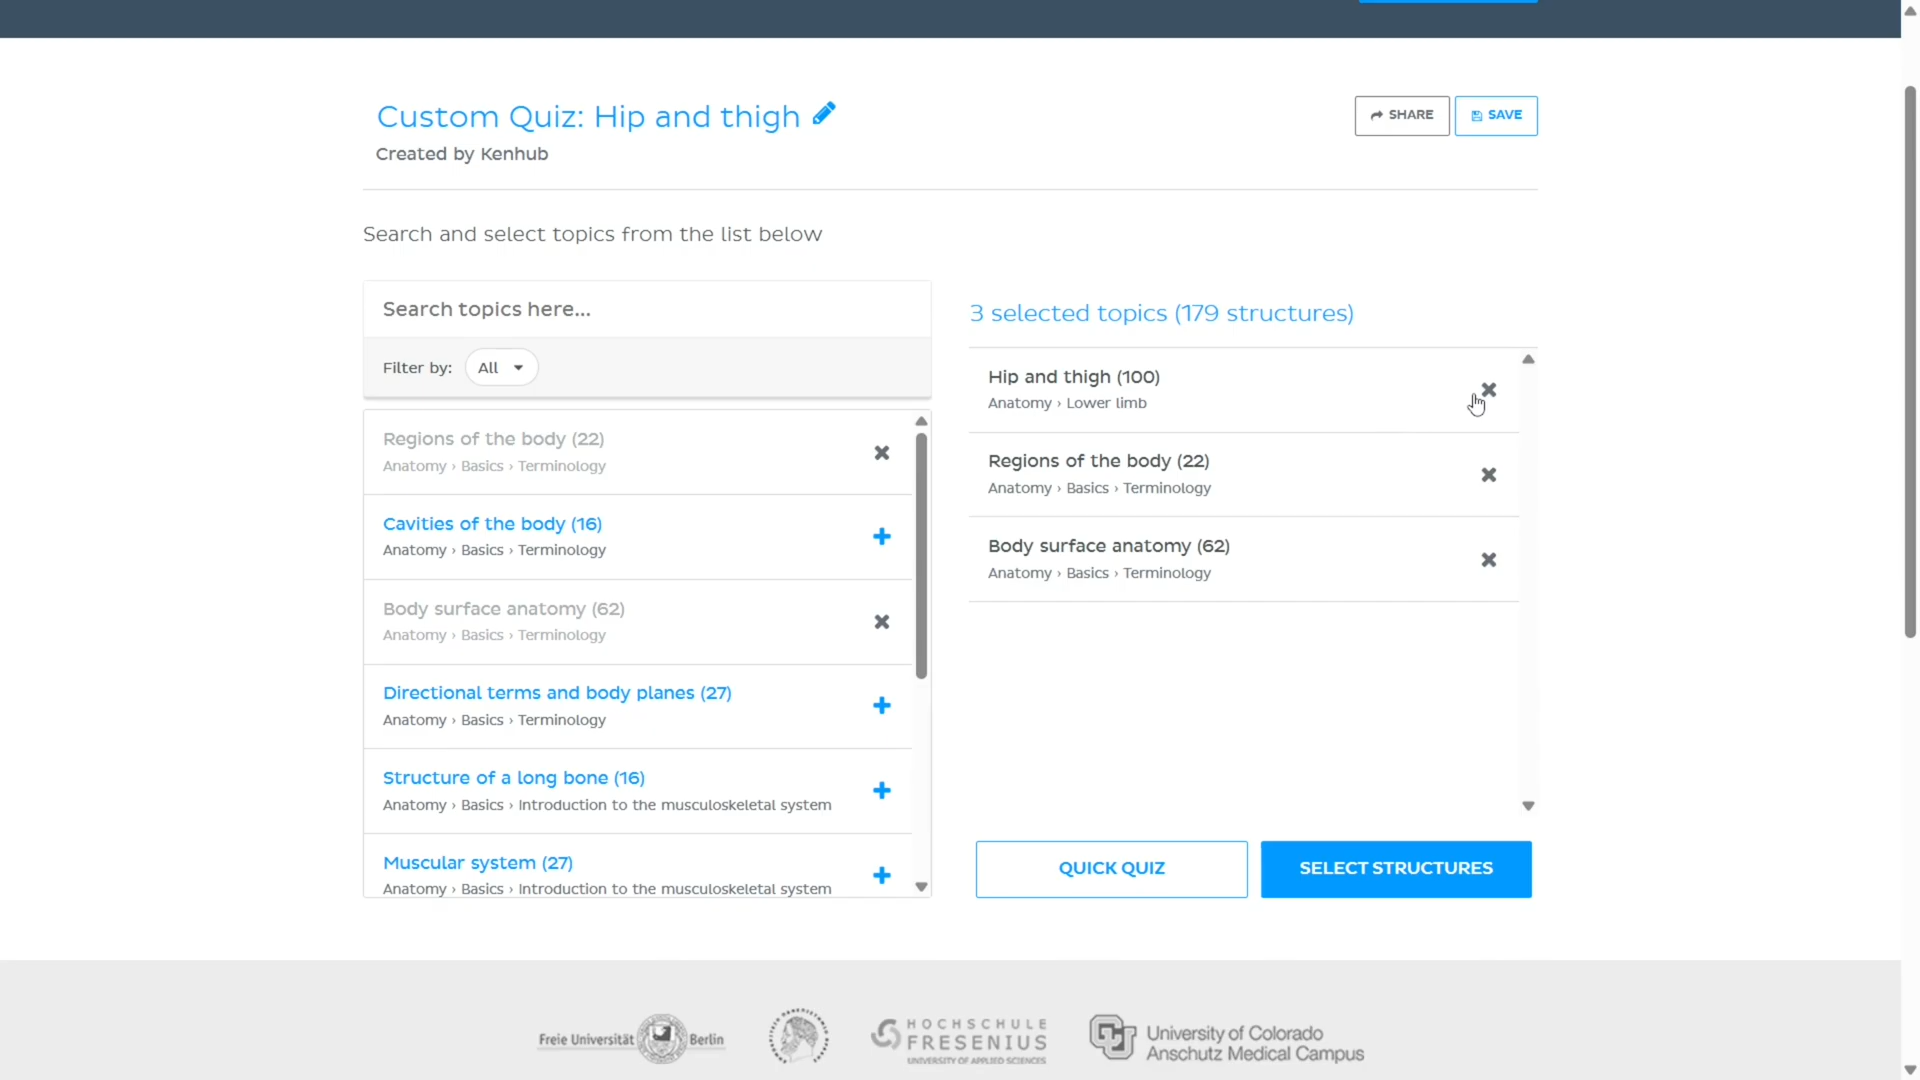 Custom Quiz: Hip and thigh
Created by Kenhub
SHARE
SAVE
Search and select topics from the list below
Search topics here...
Filter by: All
Regions of the body (22)
Anatomy › Basics › Terminology
Cavities of the body (16)
Anatomy › Basics › Terminology
Body surface anatomy (62)
Anatomy › Basics › Terminology
Directional terms and body planes (27)
Anatomy › Basics › Terminology
Structure of a long bone (16)
Anatomy › Basics › Introduction to the musculoskeletal system
Muscular system (27)
Anatomy › Basics › Introduction to the musculoskeletal system
3 selected topics (179 structures)
Hip and thigh (100)
Anatomy › Lower limb
Regions of the body (22)
Anatomy › Basics › Terminology
Body surface anatomy (62)
Anatomy › Basics › Terminology
QUICK QUIZ
SELECT STRUCTURES
Freie Universität Berlin
HOCHSCHULE
FRESENIUS
UNIVERSITY OF APPLIED SCIENCES
University of Colorado
Anschutz Medical Campus